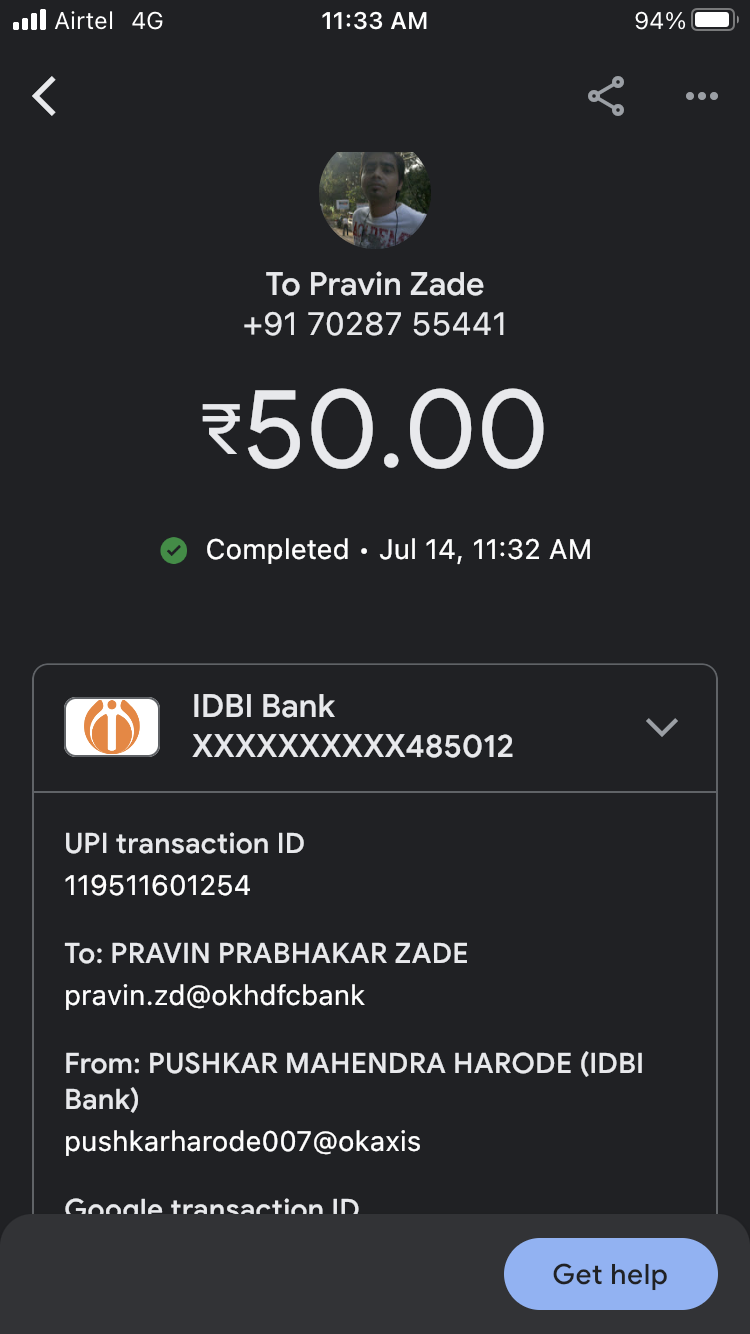 Airtel 4G 11:33 AM 94%
To Pravin Zade
+91 70287 55441
₹50.00
Completed • Jul 14, 11:32 AM
IDBI Bank
XXXXXXXXXX485012
UPI transaction ID
119511601254
To: PRAVIN PRABHAKAR ZADE
pravin.zd@okhdfcbank
From: PUSHKAR MAHENDRA HARODE (IDBI
Bank)
pushkarharode007@okaxis
Google transaction ID
Get help